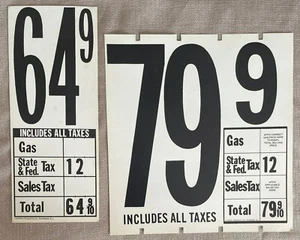 64 9
INCLUDES ALL TAXES
Gas
State & Fed. Tax 12
Sales Tax
Total 64 9/10
79 9
INCLUDES ALL TAXES
Gas
State & Fed. Tax 12
Sales Tax
Total 79 9/10